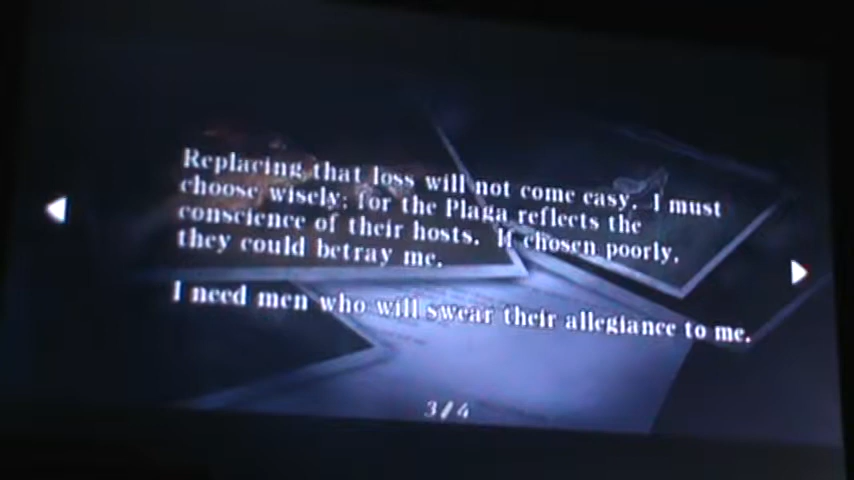 Replacing that loss will not come easy. I must
choose wisely; for the Plaga reflects the
conscience of their hosts. If chosen poorly,
they could betray me.
I need men who will swear their allegiance to me.
3/4